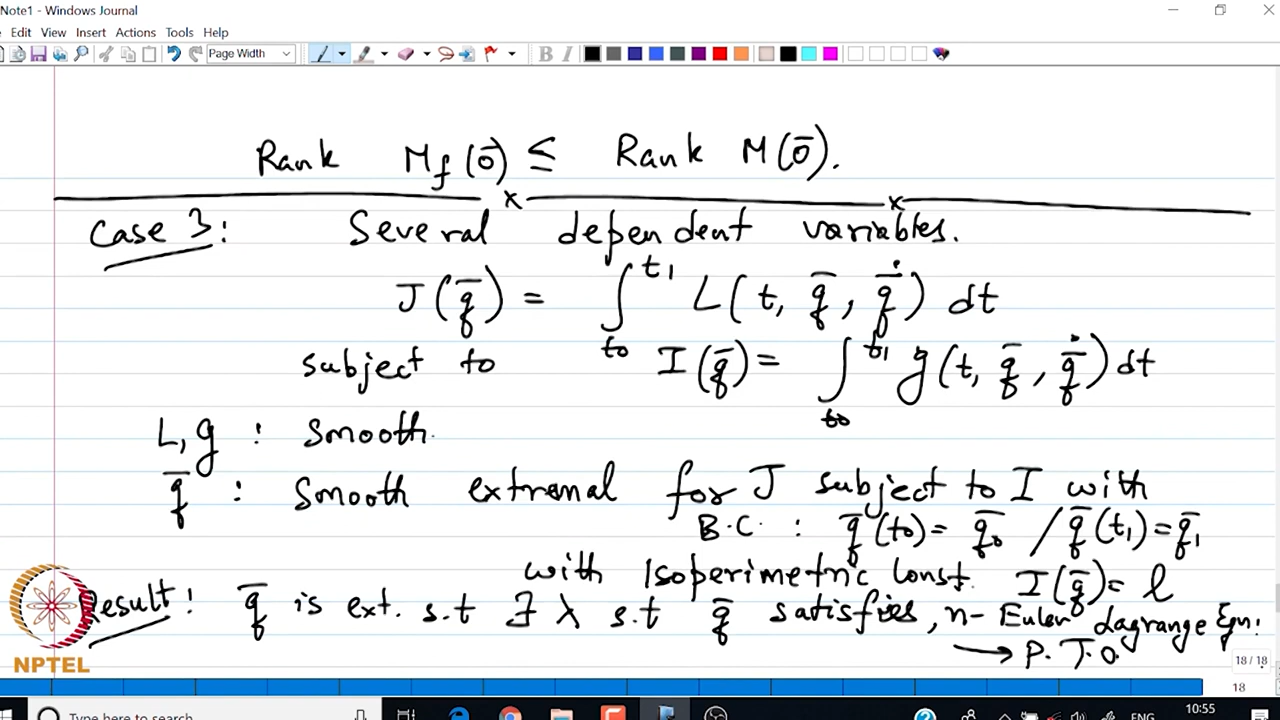 Note1 - Windows Journal
Edit View Insert Actions Tools Help
Page Width
B I
Rank M_f(0̄) ≤ Rank M(0̄).
Case 3: Several dependent variables.
J(q̄) = ∫_{t0}^{t1} L(t, q̄, q̄̇) dt
subject to I(q̄) = ∫_{t0}^{t1} g(t, q̄, q̄̇) dt
L, g : smooth.
q̄ : Smooth extremal for J subject to I with
B.C. : q̄(t0) = q̄0 / q̄(t1) = q̄1
with Isoperimetric Const. I(q̄) = l
Result: q̄ is ext. s.t ∃ λ s.t q̄ satisfies, n- Euler Lagrange Eqn:
→ P.T.O.
NPTEL
18 / 18
18
Type here to search
ENG
10:55